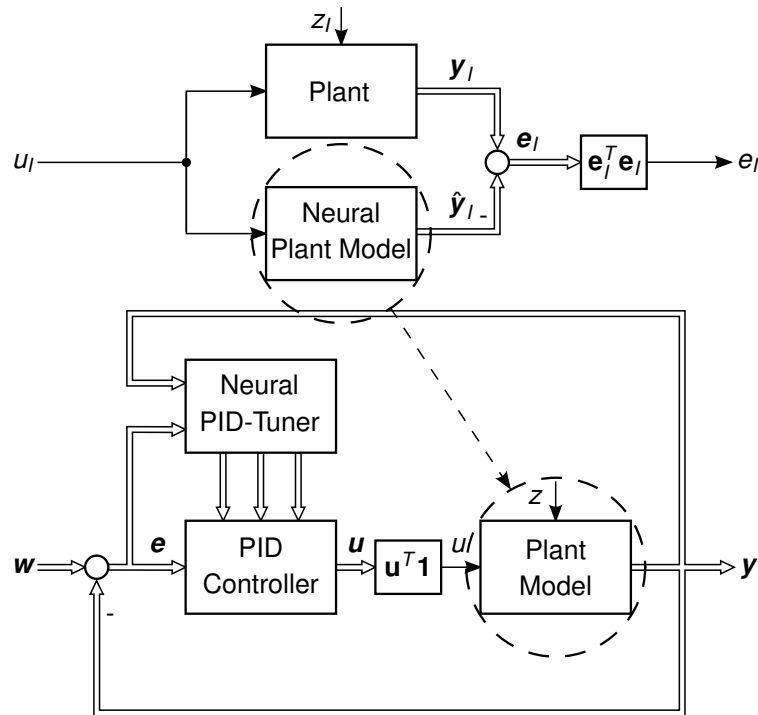 z_l
Plant
y_l
u_l
e_l
e_l^T e_l
e_l
Neural
Plant Model
ŷ_l
-
Neural
PID-Tuner
z
w
e
PID
Controller
u
u^T 1
ul
Plant
Model
y
-